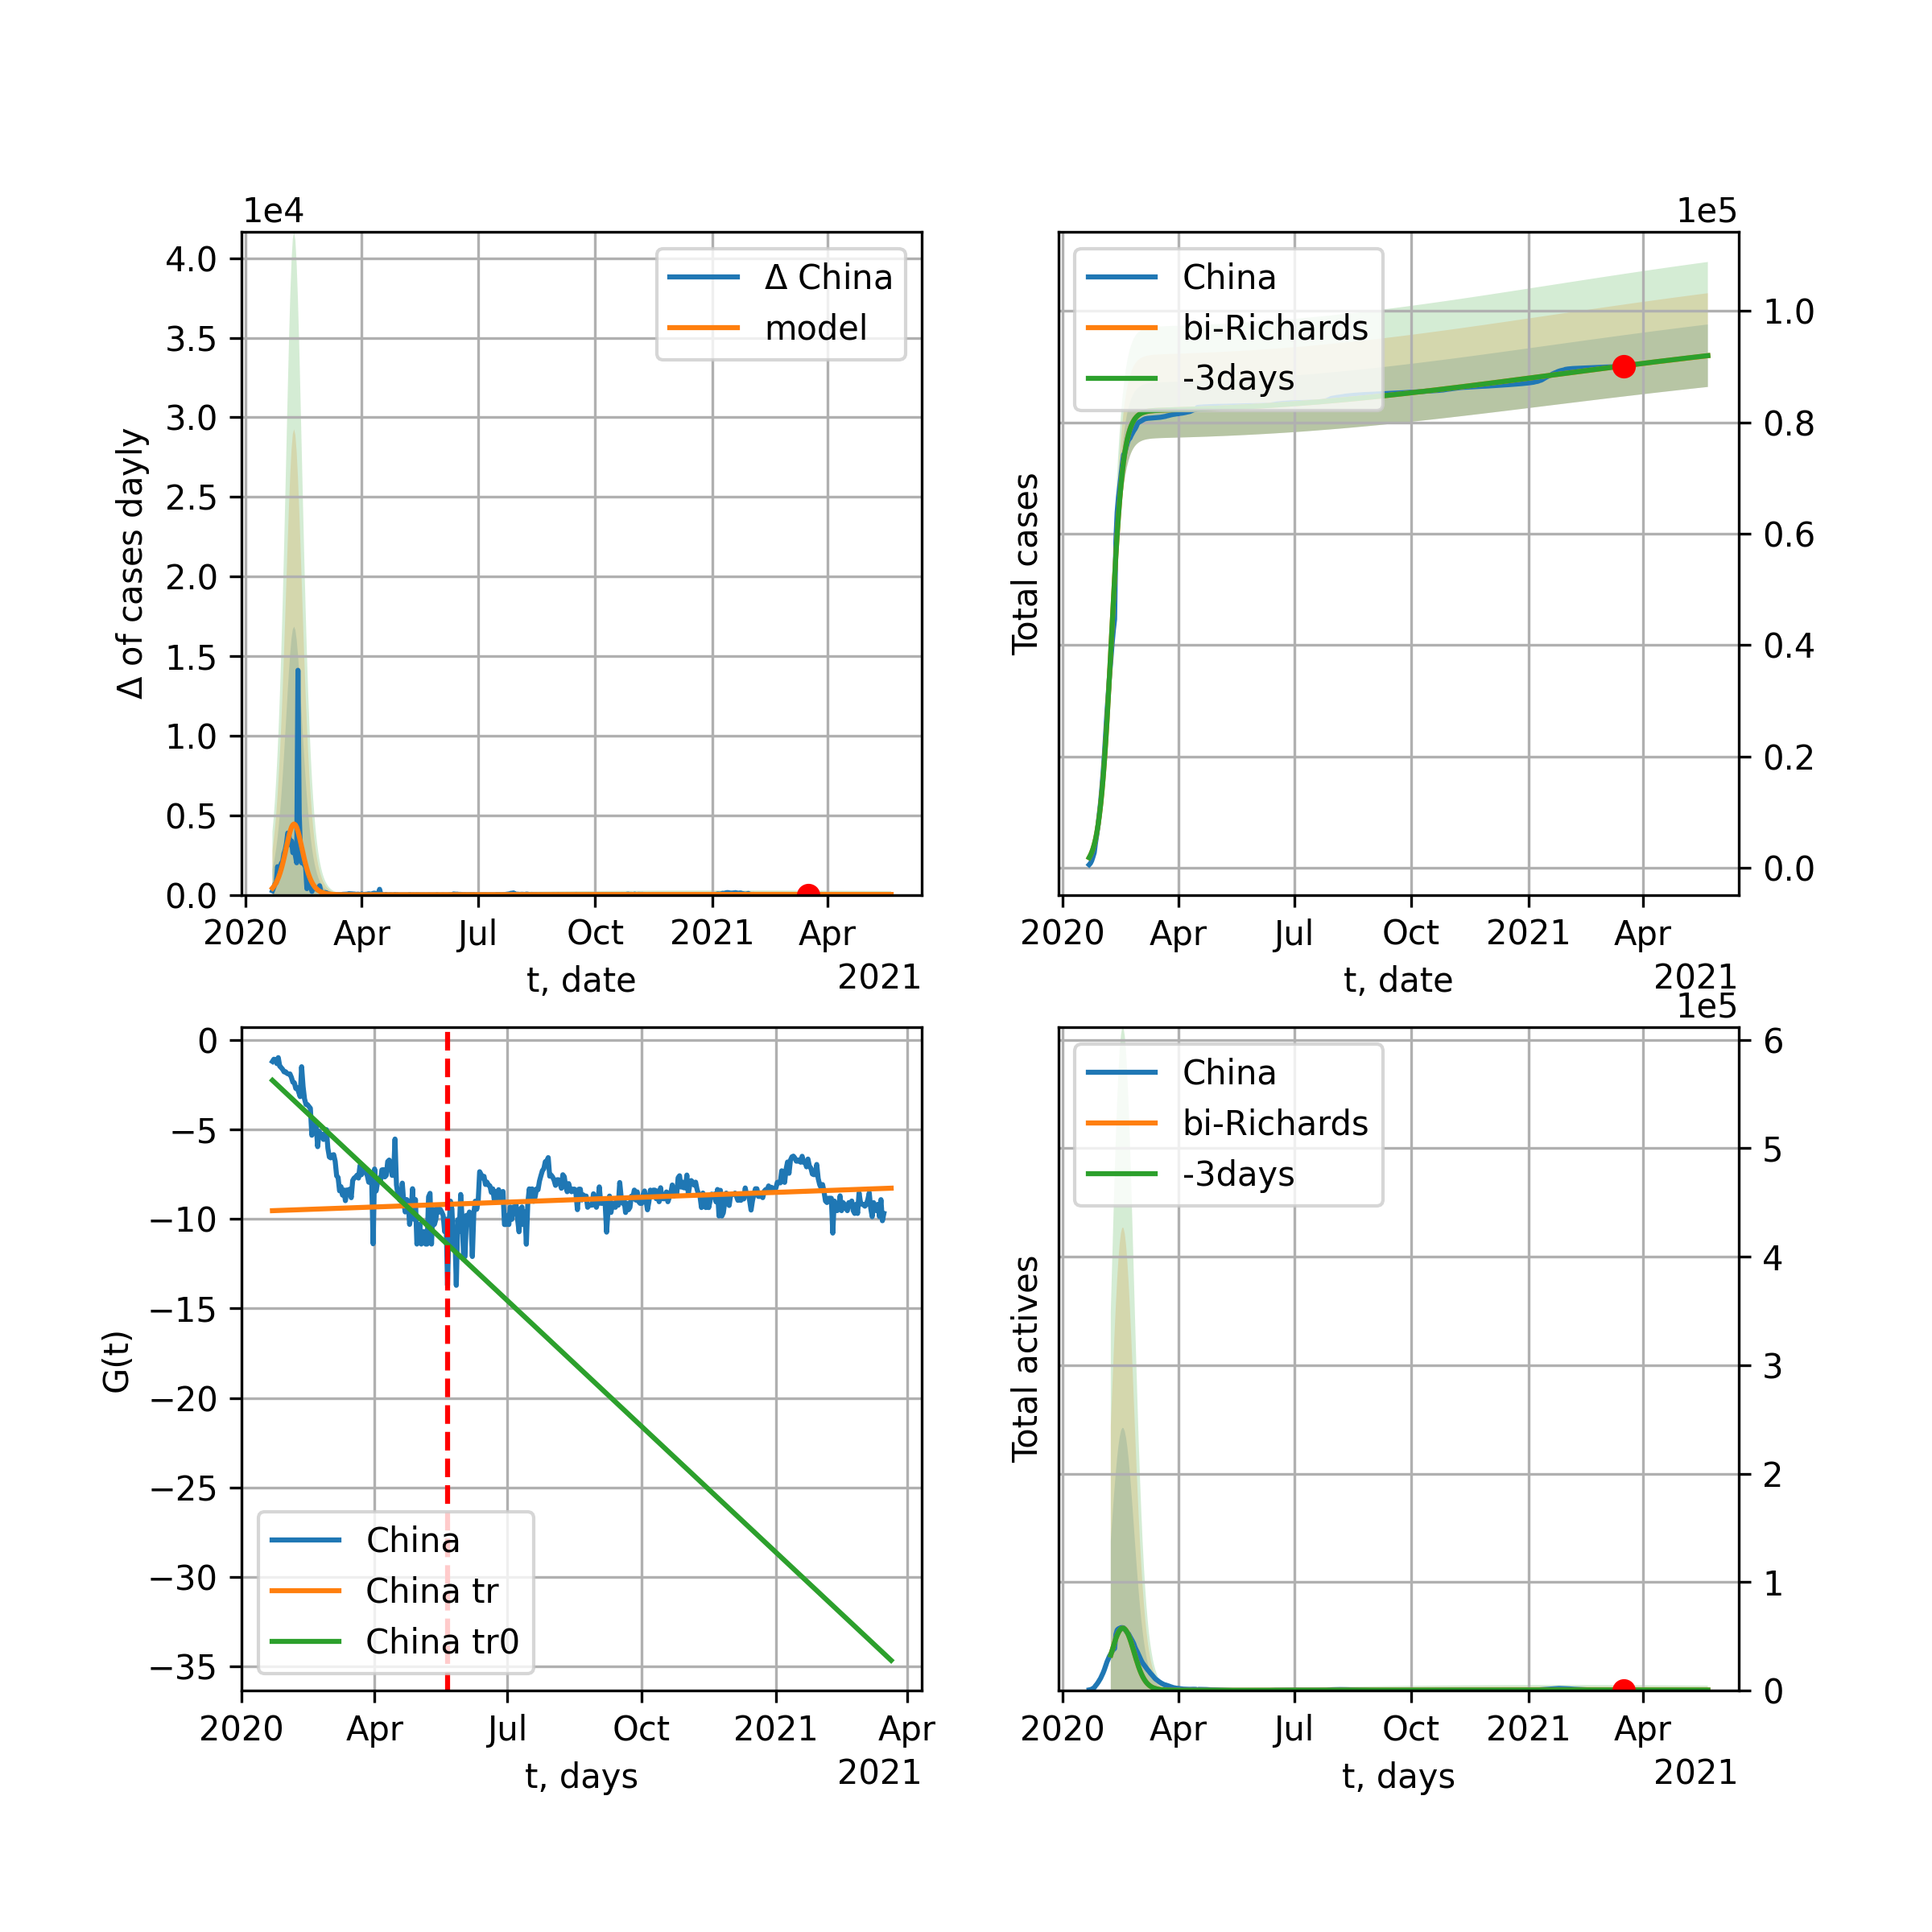 1e4
4.0
3.5
3.0
2.5
2.0
1.5
1.0
0.5
0.0
Δ of cases dayly
Δ China
model
2020 Apr Jul Oct 2021 Apr
t, date
2021
1e5
China
bi-Richards
-3days
Total cases
1.0
0.8
0.6
0.4
0.2
0.0
2020 Apr Jul Oct 2021 Apr
t, date
2021
0
−5
−10
−15
−20
−25
−30
−35
G(t)
China
China tr
China tr0
2020 Apr Jul Oct 2021 Apr
t, days
2021
1e5
China
bi-Richards
-3days
Total actives
6
5
4
3
2
1
0
2020 Apr Jul Oct 2021 Apr
t, days
2021